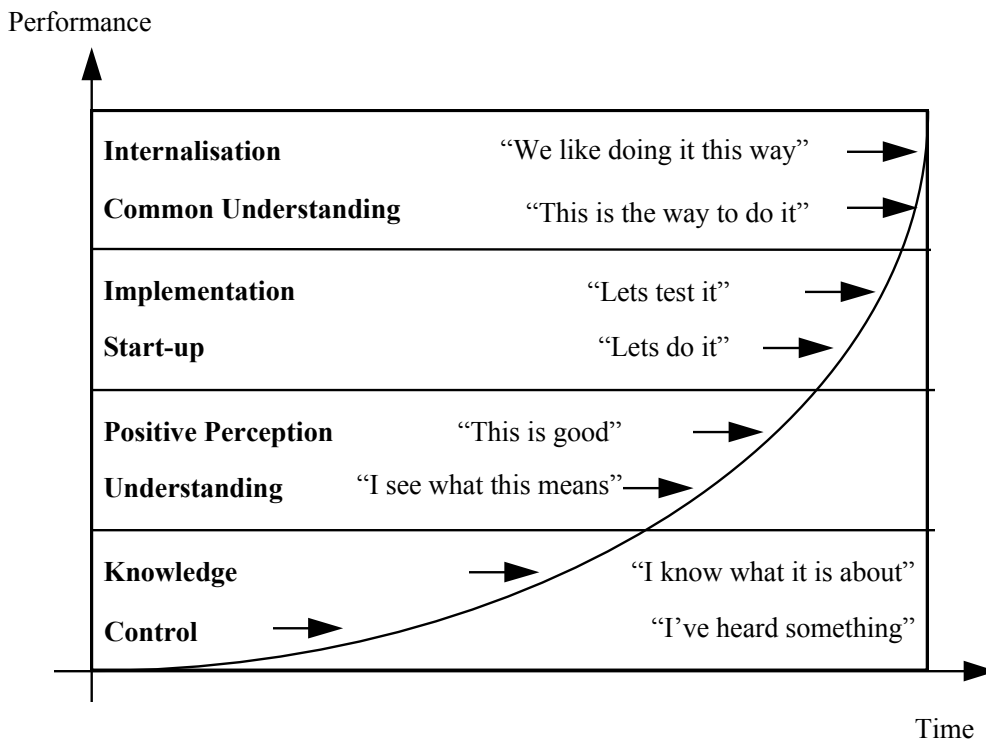 Performance
Internalisation “We like doing it this way”
Common Understanding “This is the way to do it”
Implementation “Lets test it”
Start-up “Lets do it”
Positive Perception “This is good”
Understanding “I see what this means”
Knowledge “I know what it is about”
Control “I’ve heard something”
Time